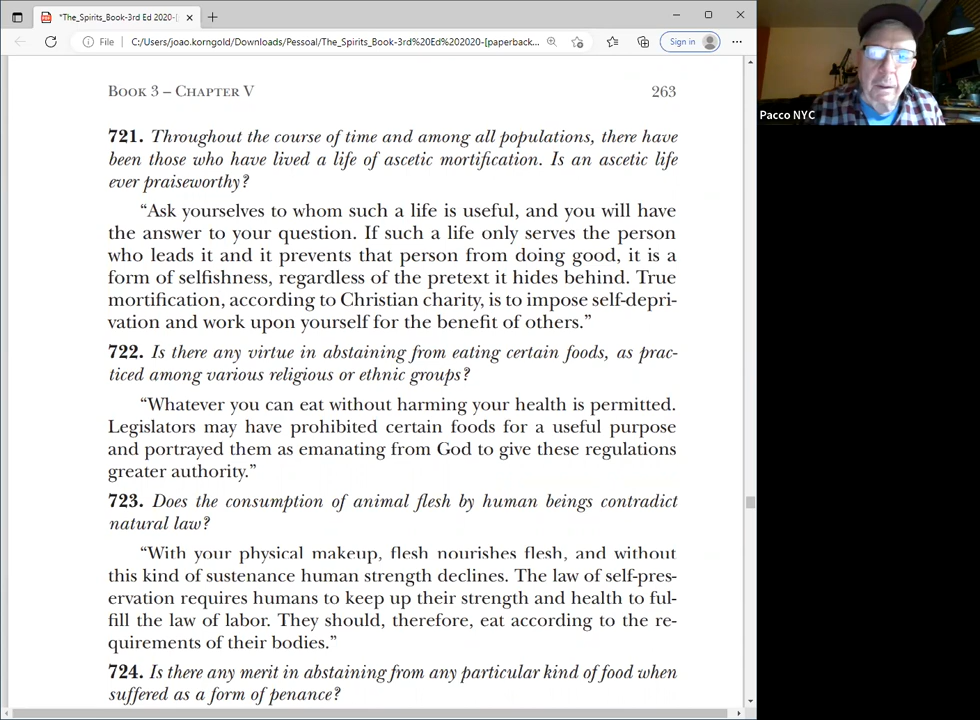 *The_Spirits_Book-3rd Ed 2020-[
File
C:/Users/joao.korngold/Downloads/Pessoal/The_Spirits_Book-3rd%20Ed%202020-[paperback...
Sign in
Pacco NYC
BOOK 3 – CHAPTER V 263
721. Throughout the course of time and among all populations, there have
been those who have lived a life of ascetic mortification. Is an ascetic life
ever praiseworthy?
“Ask yourselves to whom such a life is useful, and you will have
the answer to your question. If such a life only serves the person
who leads it and it prevents that person from doing good, it is a
form of selfishness, regardless of the pretext it hides behind. True
mortification, according to Christian charity, is to impose self-depri-
vation and work upon yourself for the benefit of others.”
722. Is there any virtue in abstaining from eating certain foods, as prac-
ticed among various religious or ethnic groups?
“Whatever you can eat without harming your health is permitted.
Legislators may have prohibited certain foods for a useful purpose
and portrayed them as emanating from God to give these regulations
greater authority.”
723. Does the consumption of animal flesh by human beings contradict
natural law?
“With your physical makeup, flesh nourishes flesh, and without
this kind of sustenance human strength declines. The law of self-pres-
ervation requires humans to keep up their strength and health to ful-
fill the law of labor. They should, therefore, eat according to the re-
quirements of their bodies.”
724. Is there any merit in abstaining from any particular kind of food when
suffered as a form of penance?